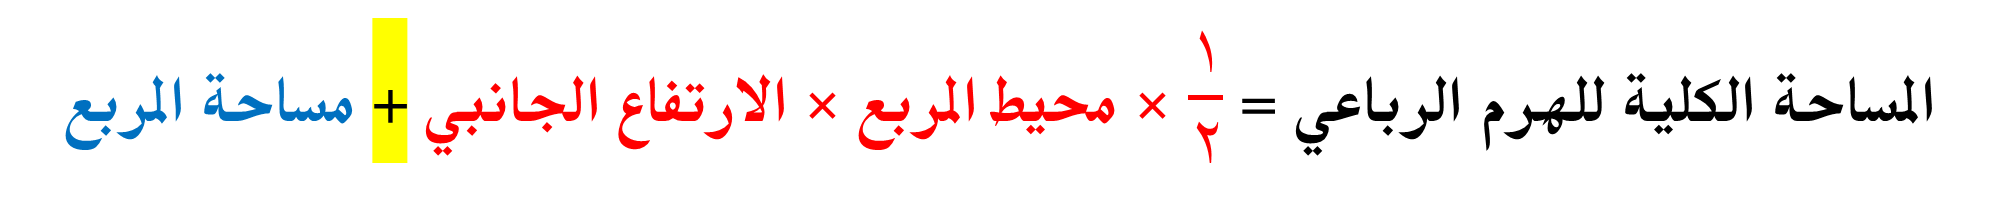 المساحة الكلية للهرم الرباعي = ١/٢ × محيط المربع × الارتفاع الجانبي + مساحة المربع